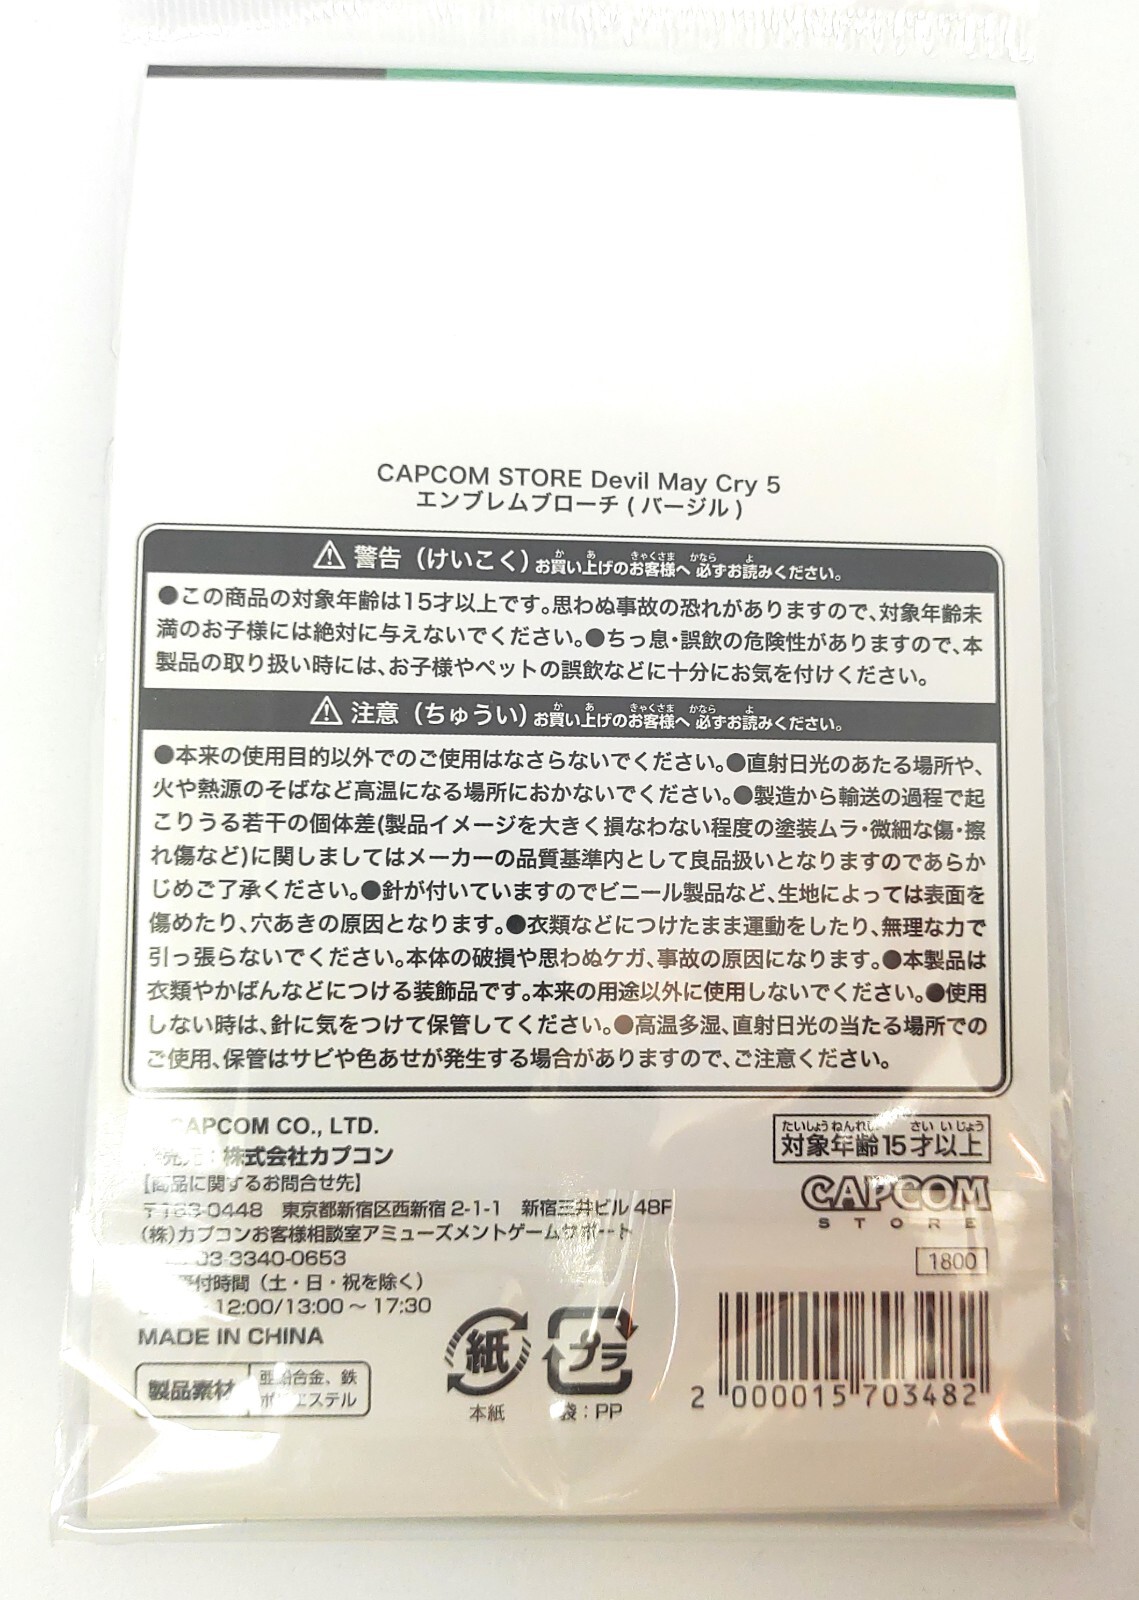 CAPCOM STORE Devil May Cry 5
エンブレムブローチ(バージル)
⚠警告(けいこく)お買い上げのお客様へ 必ずお読みください。
●この商品の対象年齢は15才以上です。思わぬ事故の恐れがありますので、対象年齢未
満のお子様には絶対に与えないでください。●ちっ息・誤飲の危険性がありますので、本
製品の取り扱い時には、お子様やペットの誤飲などに十分にお気を付けください。
⚠注意(ちゅうい)お買い上げのお客様へ 必ずお読みください。
●本来の使用目的以外でのご使用はなさらないでください。●直射日光のあたる場所や、
火や熱源のそばなど高温になる場所におかないでください。●製造から輸送の過程で起
こりうる若干の個体差(製品イメージを大きく損なわない程度の塗装ムラ・微細な傷・擦
れ傷など)に関しましてはメーカーの品質基準内として良品扱いとなりますのであらか
じめご了承ください。●針が付いていますのでビニール製品など、生地によっては表面を
傷めたり、穴あきの原因となります。●衣類などにつけたまま運動をしたり、無理な力で
引っ張らないでください。本体の破損や思わぬケガ、事故の原因になります。●本製品は
衣類やかばんなどにつける装飾品です。本来の用途以外に使用しないでください。●使用
しない時は、針に気をつけて保管してください。●高温多湿、直射日光の当たる場所での
ご使用、保管はサビや色あせが発生する場合がありますので、ご注意ください。
CAPCOM CO., LTD.
発売元:株式会社カプコン
【商品に関するお問合せ先】
〒163-0448 東京都新宿区西新宿2-1-1 新宿三井ビル48F
(株)カプコンお客様相談室アミューズメントゲームサポート
03-3340-0653
受付時間(土・日・祝を除く)
12:00/13:00～17:30
MADE IN CHINA
製品素材 亜鉛合金、鉄
ポリエステル
紙
本紙
プラ
袋:PP
対象年齢15才以上
CAPCOM
STORE
1800
2 000015 703482